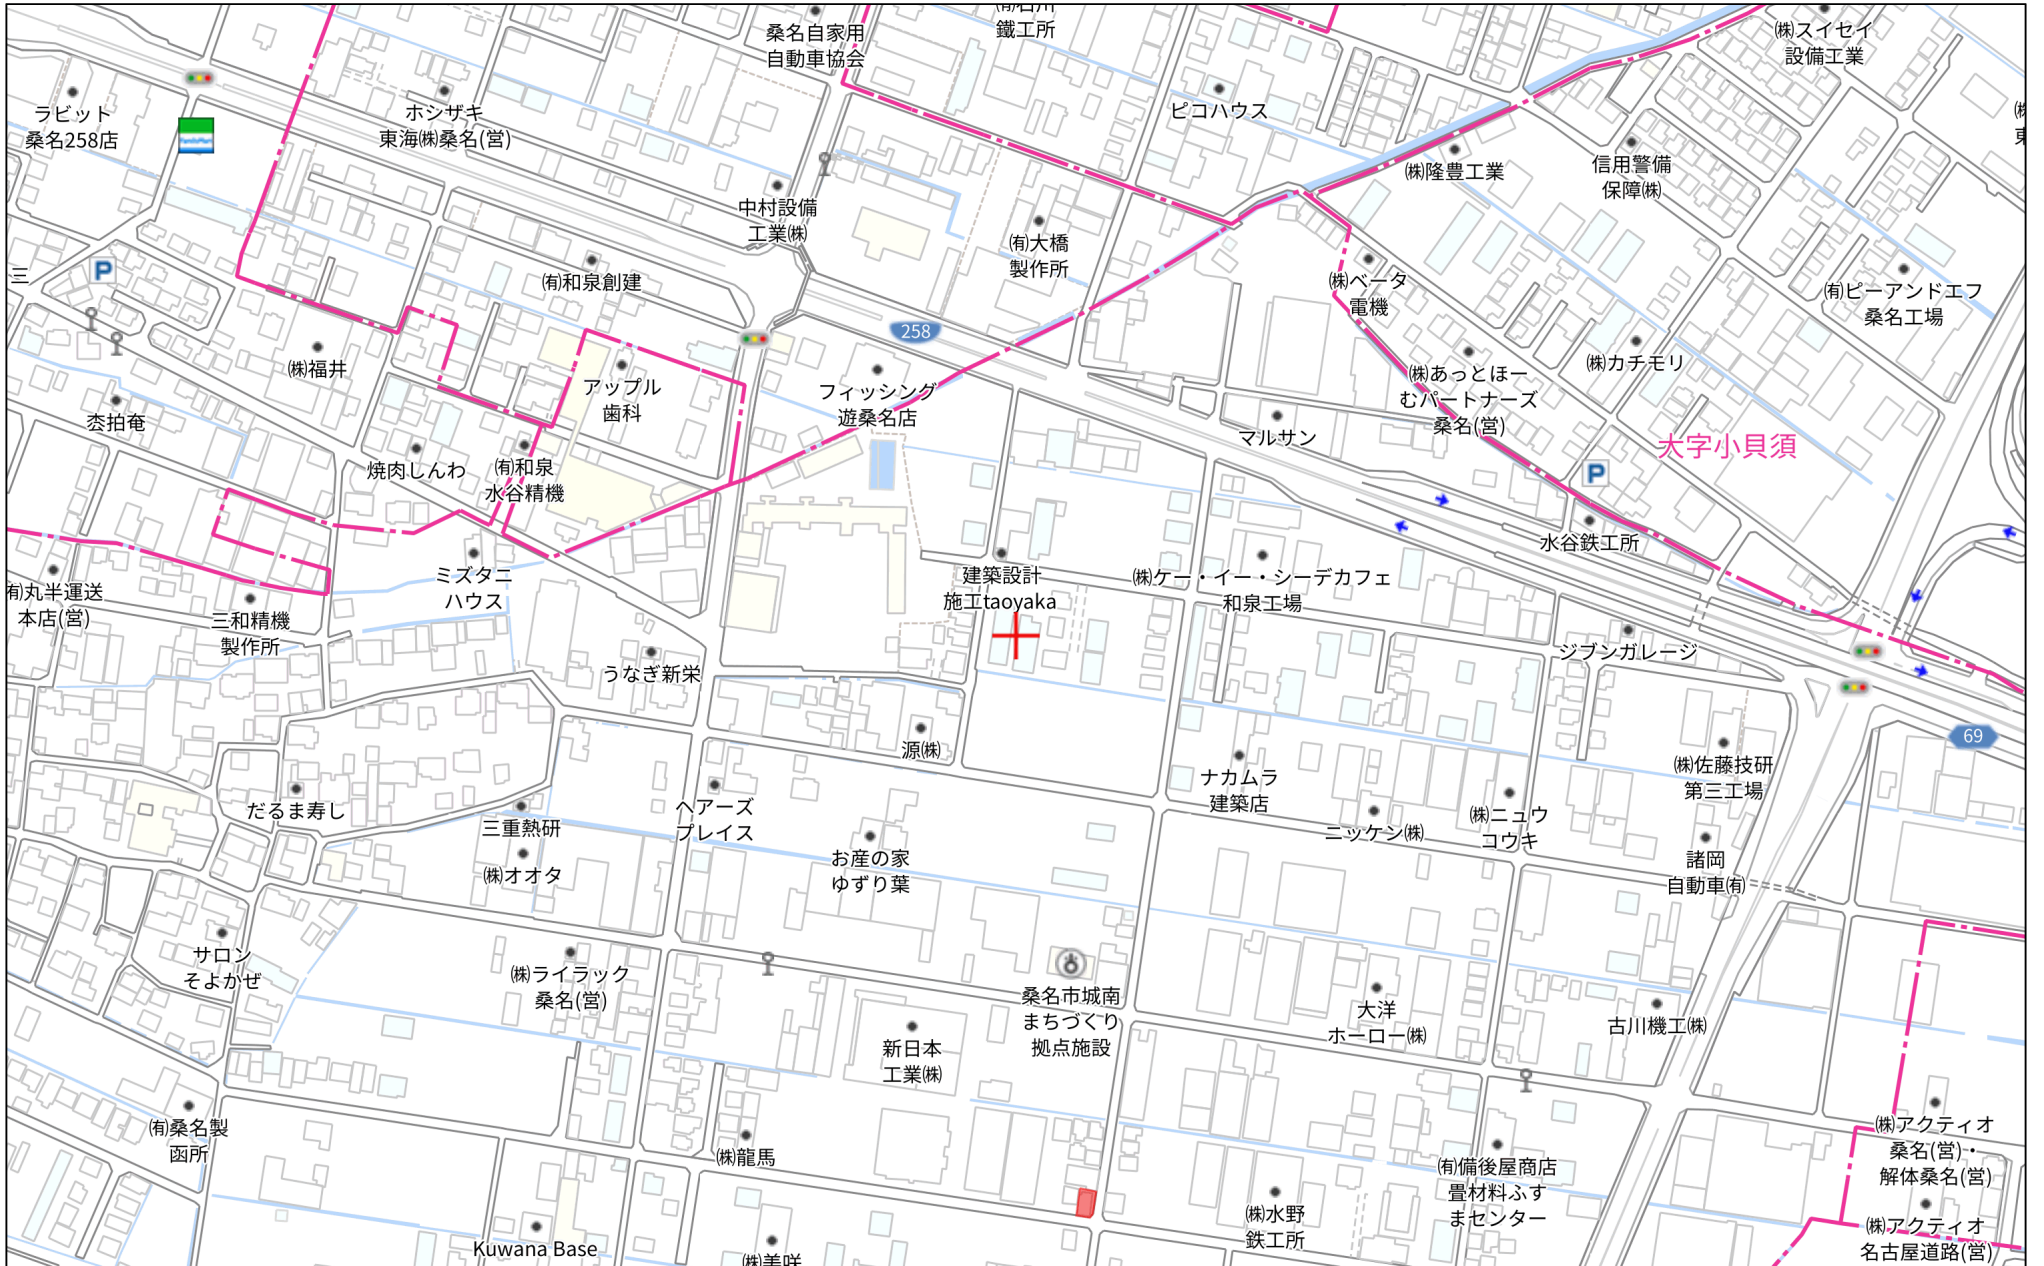 ㈲石川
鐵工所
桑名自家用
自動車協会
㈱スイセイ
設備工業
ラビット
桑名258店
FamilyMart
ホシザキ
東海㈱桑名(営)
ピコハウス
㈱隆豊工業
信用警備
保障㈱
中村設備
工業㈱
㈲大橋
製作所
三
P
㈲和泉創建
㈱ベータ
電機
㈲ピーアンドエフ
桑名工場
258
㈱福井
アップル
歯科
フィッシング
遊桑名店
㈱あっとほー
むパートナーズ
桑名(営)
㈱カチモリ
枩拍奄
マルサン
大字小貝須
焼肉しんわ
㈲和泉
水谷精機
P
水谷鉄工所
㈲丸半運送
本店(営)
三和精機
製作所
ミズタニ
ハウス
建築設計
施工taoyaka
㈱ケー・イー・シーデカフェ
和泉工場
うなぎ新栄
ジブンガレージ
源㈱
69
だるま寿し
三重熱研
㈱オオタ
ヘアーズ
プレイス
お産の家
ゆずり葉
ナカムラ
建築店
ニッケン㈱
㈱ニュウ
コウキ
㈱佐藤技研
第三工場
諸岡
自動車㈲
サロン
そよかぜ
㈱ライラック
桑名(営)
桑名市城南
まちづくり
拠点施設
新日本
工業㈱
大洋
ホーロー㈱
古川機工㈱
㈲桑名製
函所
㈱龍馬
㈲備後屋商店
畳材料ふす
まセンター
㈱アクティオ
桑名(営)・
解体桑名(営)
㈱水野
鉄工所
㈱アクティオ
名古屋道路(営)
Kuwana Base
㈱美咲